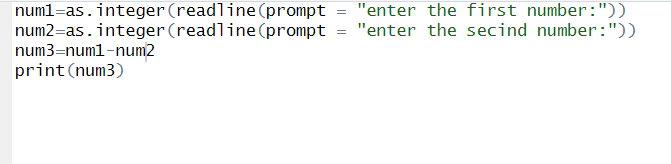 num1=as.integer(readline(prompt = "enter the first number:"))
num2=as.integer(readline(prompt = "enter the secind number:"))
num3=num1-num2
print(num3)